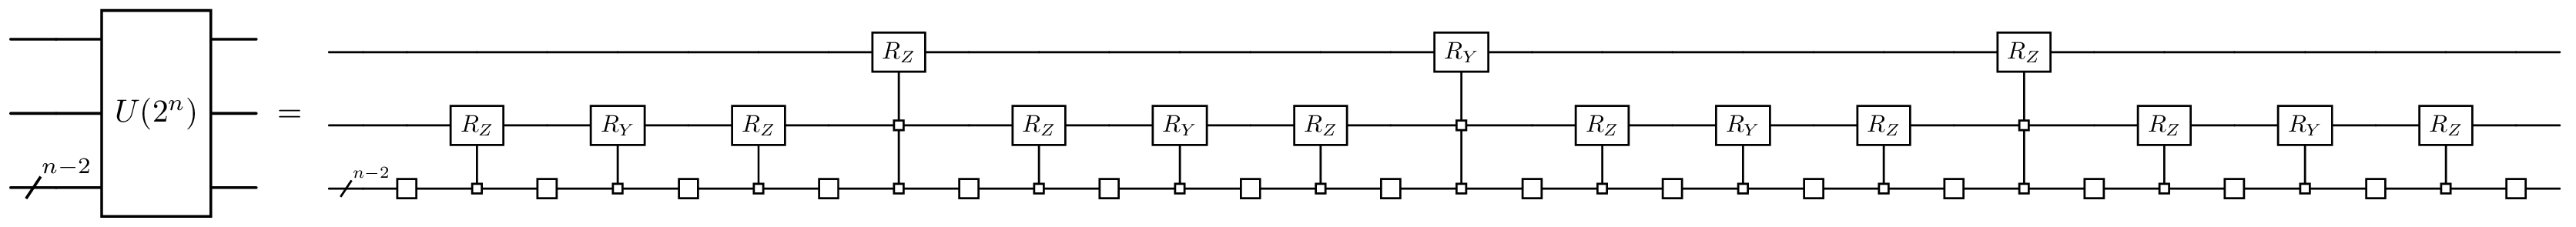 R_Z R_Y R_Z
U(2^n) = R_Z R_Y R_Z R_Z R_Y R_Z R_Z R_Y R_Z R_Z R_Y R_Z
n−2 n−2